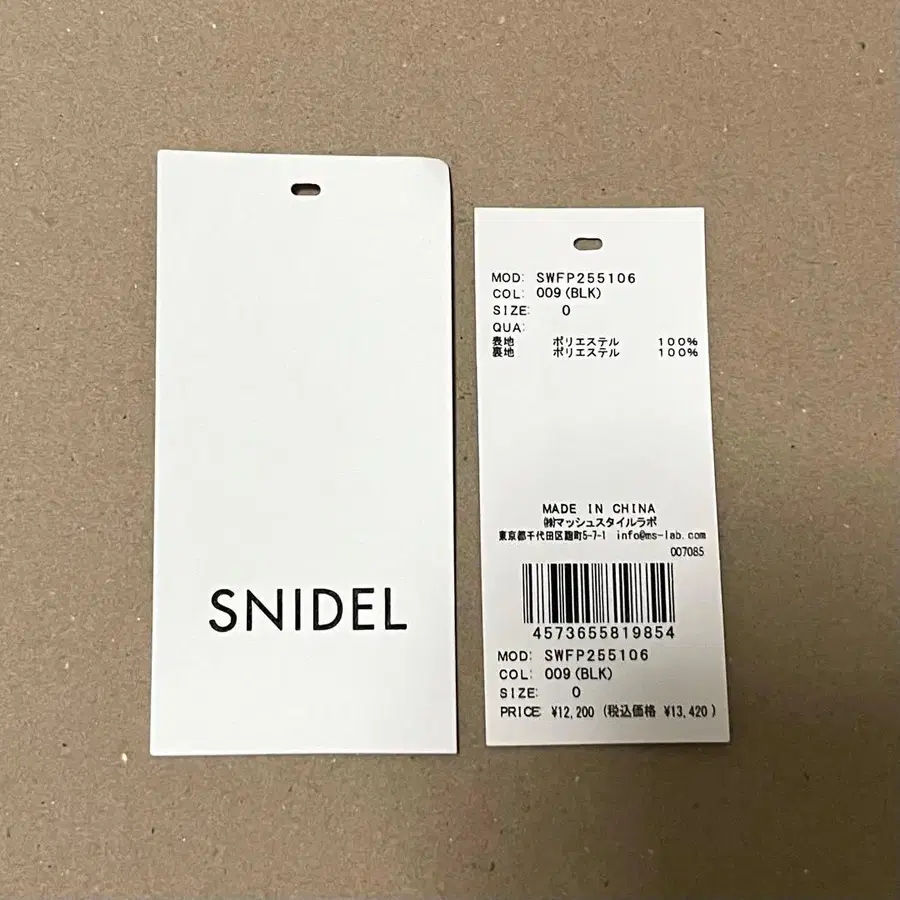 SNIDEL
MOD: SWFP255106
COL: 009(BLK)
SIZE: 0
QUA:
表地 ポリエステル 100%
裏地 ポリエステル 100%
MADE IN CHINA
㈱マッシュスタイルラボ
東京都千代田区麹町5-7-1 info@ms-lab.com
007085
4573655819854
MOD: SWFP255106
COL: 009(BLK)
SIZE: 0
PRICE: ¥12,200 (税込価格 ¥13,420)